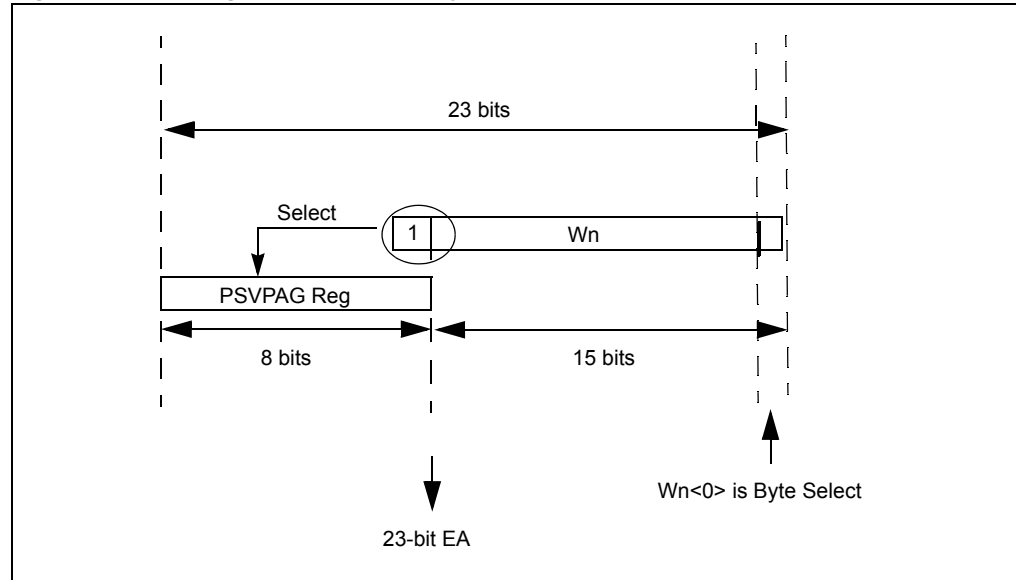 23 bits
Select
1
Wn
PSVPAG Reg
8 bits
15 bits
Wn<0> is Byte Select
23-bit EA